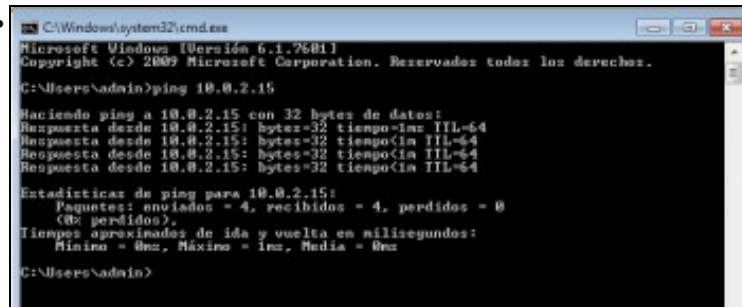 C:\Windows\system32\cmd.exe
Microsoft Windows [Versión 6.1.7601]
Copyright (c) 2009 Microsoft Corporation. Reservados todos los derechos.
C:\Users\admin>ping 10.0.2.15
Haciendo ping a 10.0.2.15 con 32 bytes de datos:
Respuesta desde 10.0.2.15: bytes=32 tiempo=1ms TTL=64
Respuesta desde 10.0.2.15: bytes=32 tiempo<1m TTL=64
Respuesta desde 10.0.2.15: bytes=32 tiempo<1m TTL=64
Respuesta desde 10.0.2.15: bytes=32 tiempo<1m TTL=64
Estadísticas de ping para 10.0.2.15:
Paquetes: enviados = 4, recibidos = 4, perdidos = 0
(0% perdidos),
Tiempos aproximados de ida y vuelta en milisegundos:
Mínimo = 0ms, Máximo = 1ms, Media = 0ms
C:\Users\admin>